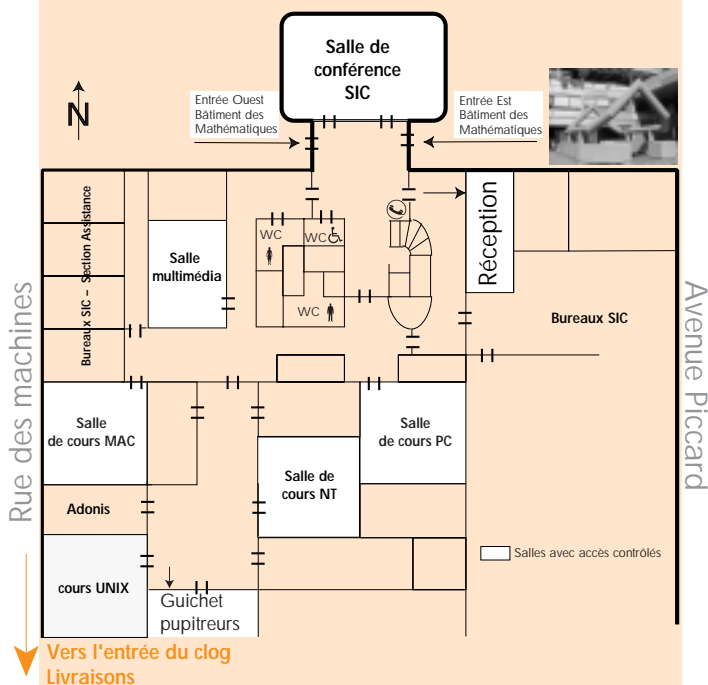 Salle de
conférence
SIC
N
Entrée Ouest
Bâtiment des
Mathématiques
Entrée Est
Bâtiment des
Mathématiques
Bureaux SIC – Section Assistance
Salle
multimédia
WC
WC
WC
Réception
Bureaux SIC
Rue des machines
Avenue Piccard
Salle
de cours MAC
Salle
de cours PC
Salle de
cours NT
Adonis
cours UNIX
Salles avec accès contrôlés
Guichet
pupitreurs
Vers l'entrée du clog
Livraisons